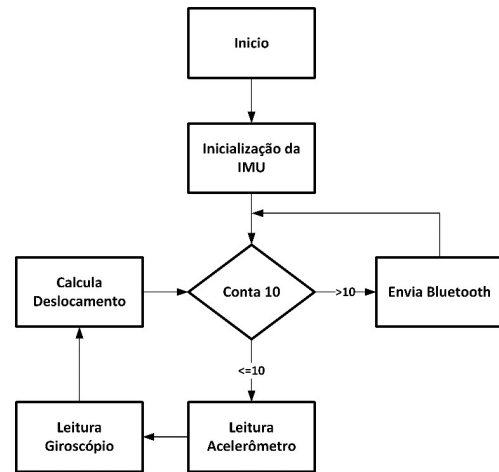 Inicio
Inicialização da
IMU
Calcula
Deslocamento
Conta 10
>10
Envia Bluetooth
<=10
Leitura
Giroscópio
Leitura
Acelerômetro